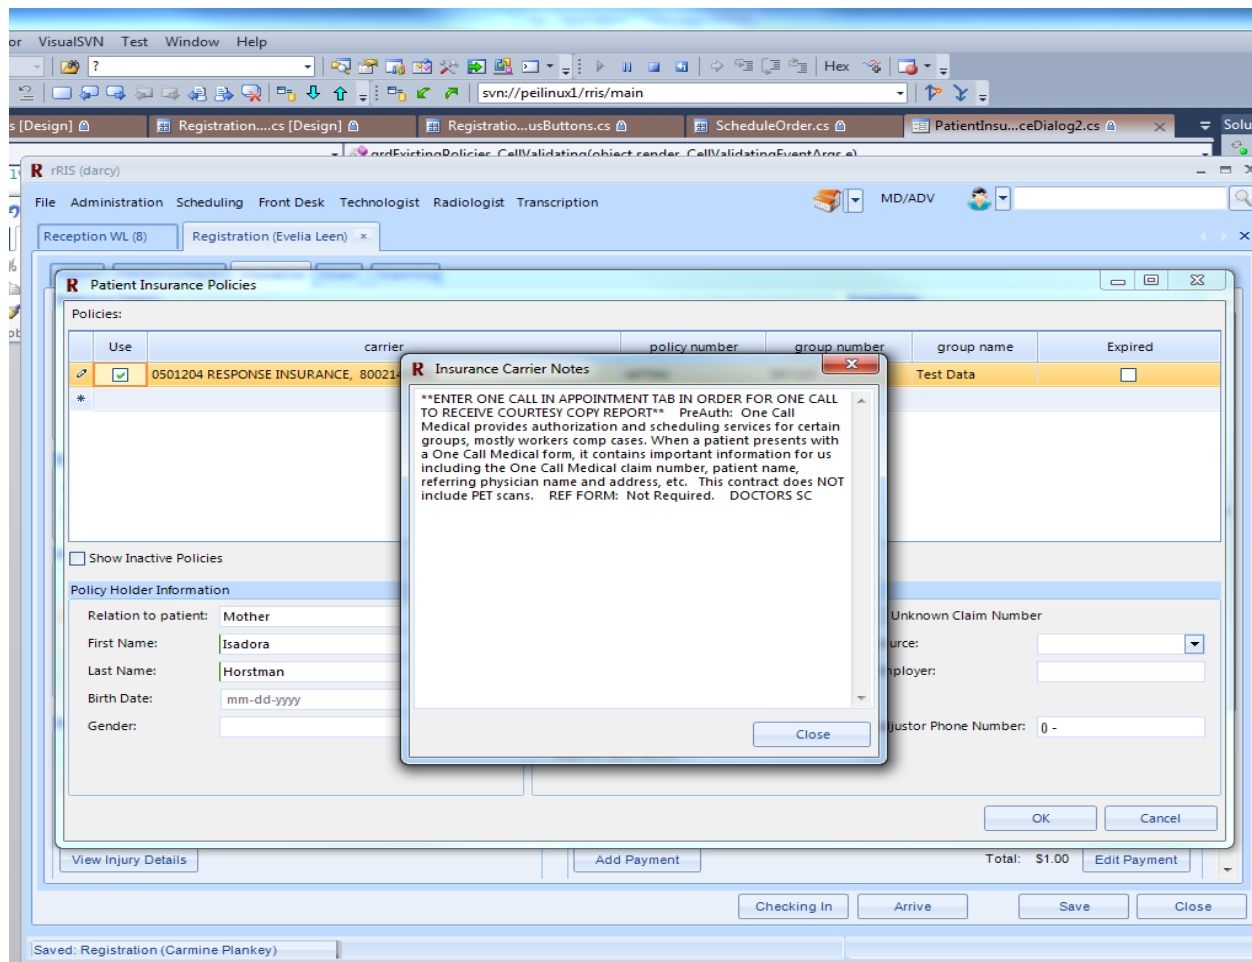 or VisualSVN Test Window Help
?
Hex
svn://peilinux1/rris/main
s [Design] Registration....cs [Design] Registratio...usButtons.cs ScheduleOrder.cs PatientInsu...ceDialog2.cs Solu
grdExistingPolicies_CellValidating(object sender, CellValidatingEventArgs e)
R rRIS (darcy)
File Administration Scheduling Front Desk Technologist Radiologist Transcription MD/ADV
Reception WL (8) Registration (Evelia Leen)
R Patient Insurance Policies
Policies:
Use carrier policy number group number group name Expired
0501204 RESPONSE INSURANCE, 80021 Test Data
R Insurance Carrier Notes
**ENTER ONE CALL IN APPOINTMENT TAB IN ORDER FOR ONE CALL
TO RECEIVE COURTESY COPY REPORT** PreAuth: One Call
Medical provides authorization and scheduling services for certain
groups, mostly workers comp cases. When a patient presents with
a One Call Medical form, it contains important information for us
including the One Call Medical claim number, patient name,
referring physician name and address, etc. This contract does NOT
include PET scans. REF FORM: Not Required. DOCTORS SC
Close
Show Inactive Policies
Policy Holder Information
Relation to patient: Mother
First Name: Isadora
Last Name: Horstman
Birth Date: mm-dd-yyyy
Gender:
Unknown Claim Number
urce:
ployer:
justor Phone Number: () -
OK Cancel
View Injury Details Add Payment Total: $1.00 Edit Payment
Checking In Arrive Save Close
Saved: Registration (Carmine Plankey)